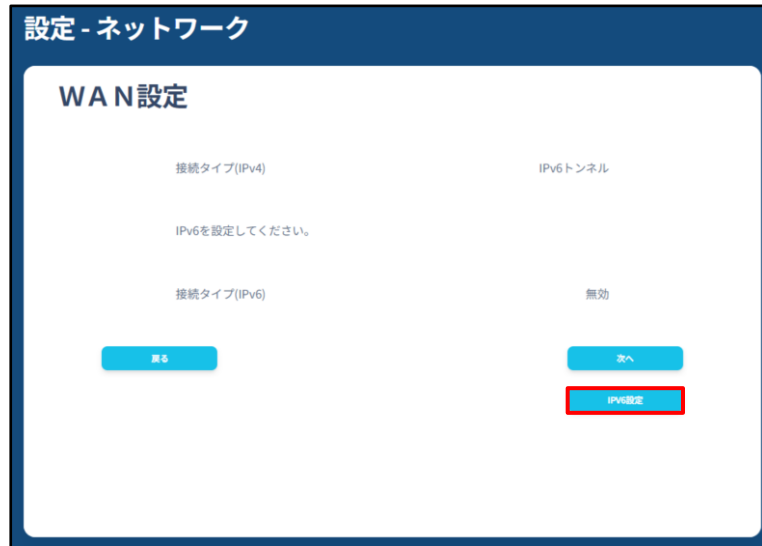 設定 - ネットワーク
ＷＡＮ設定
接続タイプ(IPv4) IPv6トンネル
IPv6を設定してください。
接続タイプ(IPv6) 無効
戻る 次へ
IPV6設定